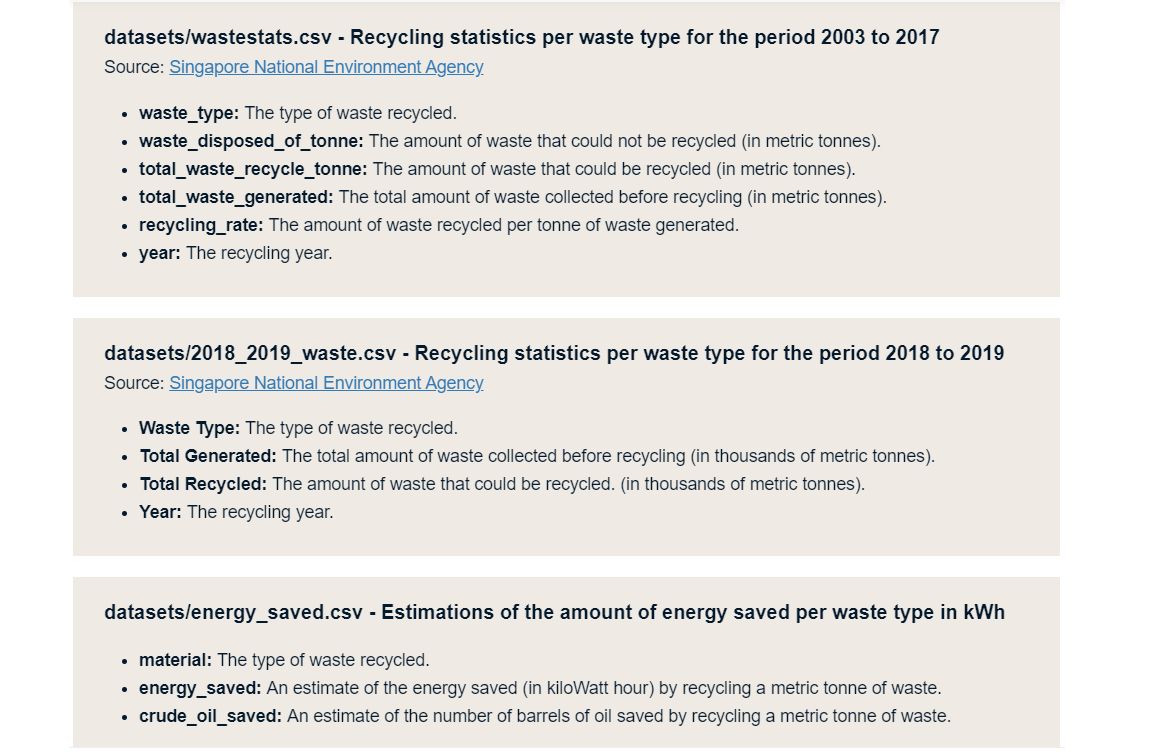 datasets/wastestats.csv - Recycling statistics per waste type for the period 2003 to 2017
Source: Singapore National Environment Agency
• waste_type: The type of waste recycled.
• waste_disposed_of_tonne: The amount of waste that could not be recycled (in metric tonnes).
• total_waste_recycle_tonne: The amount of waste that could be recycled (in metric tonnes).
• total_waste_generated: The total amount of waste collected before recycling (in metric tonnes).
• recycling_rate: The amount of waste recycled per tonne of waste generated.
• year: The recycling year.
datasets/2018_2019_waste.csv - Recycling statistics per waste type for the period 2018 to 2019
Source: Singapore National Environment Agency
• Waste Type: The type of waste recycled.
• Total Generated: The total amount of waste collected before recycling (in thousands of metric tonnes).
• Total Recycled: The amount of waste that could be recycled. (in thousands of metric tonnes).
• Year: The recycling year.
datasets/energy_saved.csv - Estimations of the amount of energy saved per waste type in kWh
• material: The type of waste recycled.
• energy_saved: An estimate of the energy saved (in kiloWatt hour) by recycling a metric tonne of waste.
• crude_oil_saved: An estimate of the number of barrels of oil saved by recycling a metric tonne of waste.